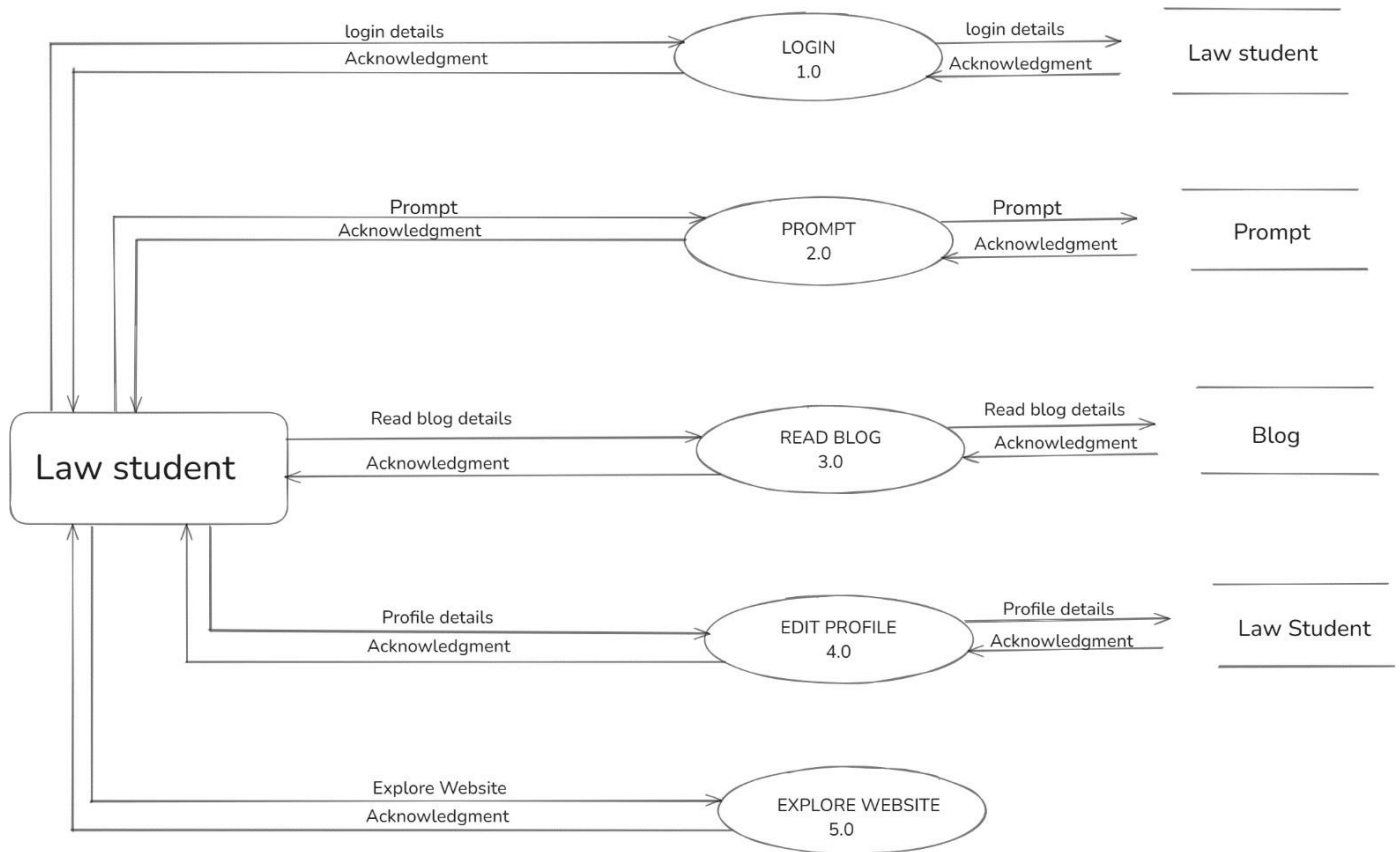 login details
Acknowledgment
LOGIN
1.0
login details
Acknowledgment
Law student
Prompt
Acknowledgment
PROMPT
2.0
Prompt
Acknowledgment
Prompt
Law student
Read blog details
Acknowledgment
READ BLOG
3.0
Read blog details
Acknowledgment
Blog
Profile details
Acknowledgment
EDIT PROFILE
4.0
Profile details
Acknowledgment
Law Student
Explore Website
Acknowledgment
EXPLORE WEBSITE
5.0